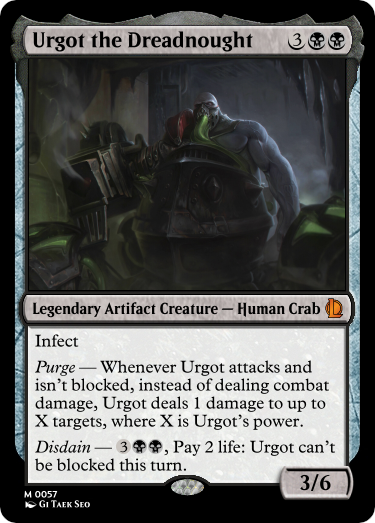 Urgot the Dreadnought 3
Legendary Artifact Creature — Human Crab
Infect
Purge — Whenever Urgot attacks and
isn't blocked, instead of dealing combat
damage, Urgot deals 1 damage to up to
X targets, where X is Urgot's power.
Disdain — 3, Pay 2 life: Urgot can't
be blocked this turn.
3/6
M 0057
Gi Taek Seo